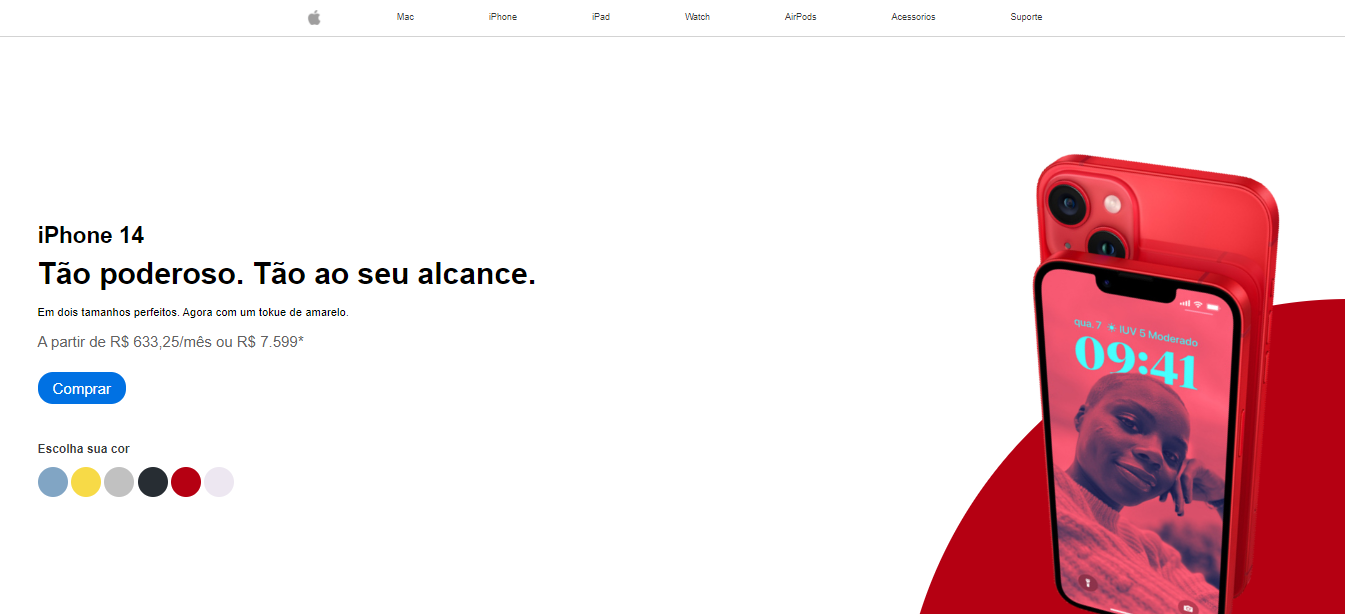 Mac iPhone iPad Watch AirPods Acessorios Suporte
iPhone 14
Tão poderoso. Tão ao seu alcance.
Em dois tamanhos perfeitos. Agora com um tokue de amarelo.
A partir de R$ 633,25/mês ou R$ 7.599*
Comprar
Escolha sua cor
qua. 7 IUV 5 Moderado
09:41